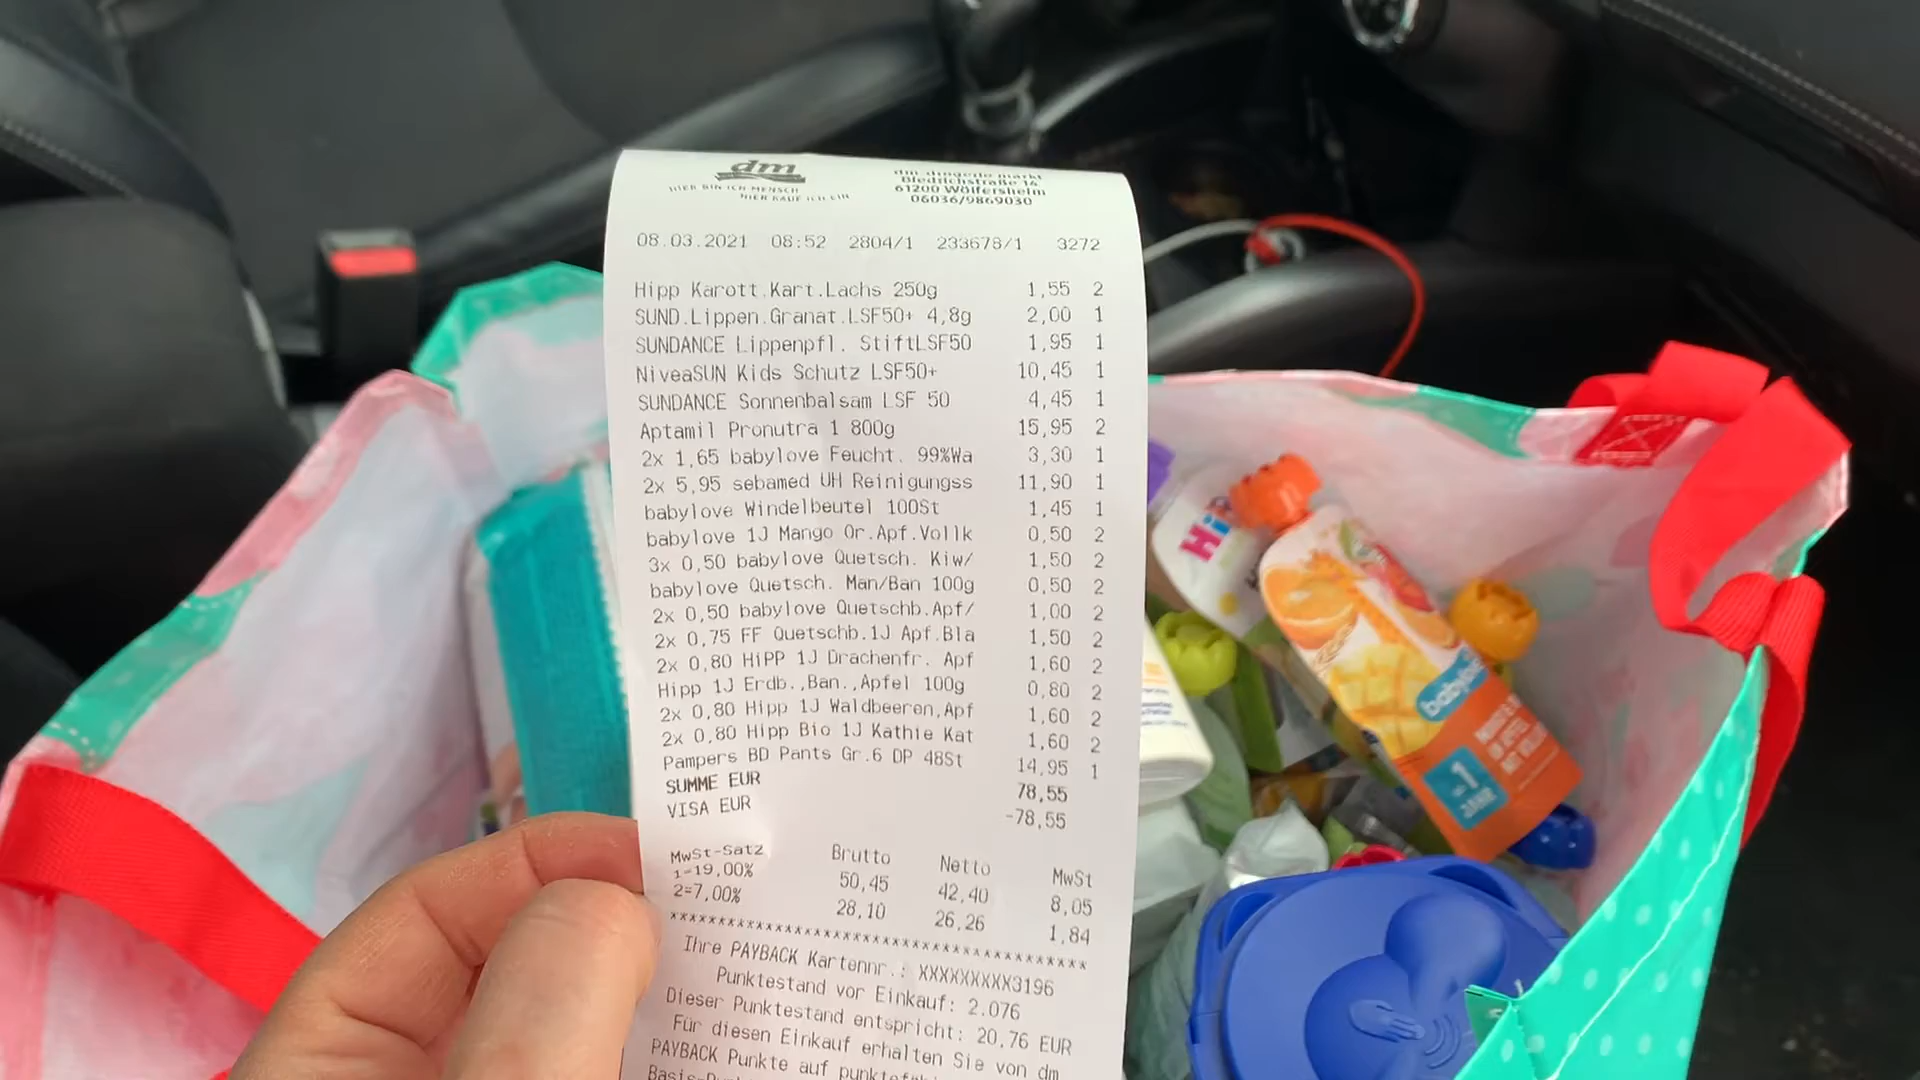 dm
HIER BIN ICH MENSCH
HIER KAUF ICH EIN
dm-drogerie markt
Biedrichstraße 14
61200 Wölfersheim
06036/9869030
08.03.2021 08:52 2804/1 233678/1 3272
Hipp Karott.Kart.Lachs 250g 1,55 2
SUND.Lippen.Granat.LSF50+ 4,8g 2,00 1
SUNDANCE Lippenpfl. StiftLSF50 1,95 1
NiveaSUN Kids Schutz LSF50+ 10,45 1
SUNDANCE Sonnenbalsam LSF 50 4,45 1
Aptamil Pronutra 1 800g 15,95 2
2x 1,65 babylove Feucht. 99%Wa 3,30 1
2x 5,95 sebamed UH Reinigungss 11,90 1
babylove Windelbeutel 100St 1,45 1
babylove 1J Mango Or.Apf.Vollk 0,50 2
3x 0,50 babylove Quetsch. Kiw/ 1,50 2
babylove Quetsch. Man/Ban 100g 0,50 2
2x 0,50 babylove Quetschb.Apf/ 1,00 2
2x 0,75 FF Quetschb.1J Apf.Bla 1,50 2
2x 0,80 HiPP 1J Drachenfr. Apf 1,60 2
Hipp 1J Erdb.,Ban.,Apfel 100g 0,80 2
2x 0,80 Hipp 1J Waldbeeren,Apf 1,60 2
2x 0,80 Hipp Bio 1J Kathie Kat 1,60 2
Pampers BD Pants Gr.6 DP 48St 14,95 1
SUMME EUR 78,55
VISA EUR -78,55
MwSt-Satz Brutto Netto MwSt
1=19,00% 50,45 42,40 8,05
2=7,00% 28,10 26,26 1,84
******************************************
Ihre PAYBACK Kartennr.: XXXXXXXXX3196
Punktestand vor Einkauf: 2.076
Dieser Punktestand entspricht: 20,76 EUR
Für diesen Einkauf erhalten Sie von dm
PAYBACK Punkte auf
HiPP
1
JAHR